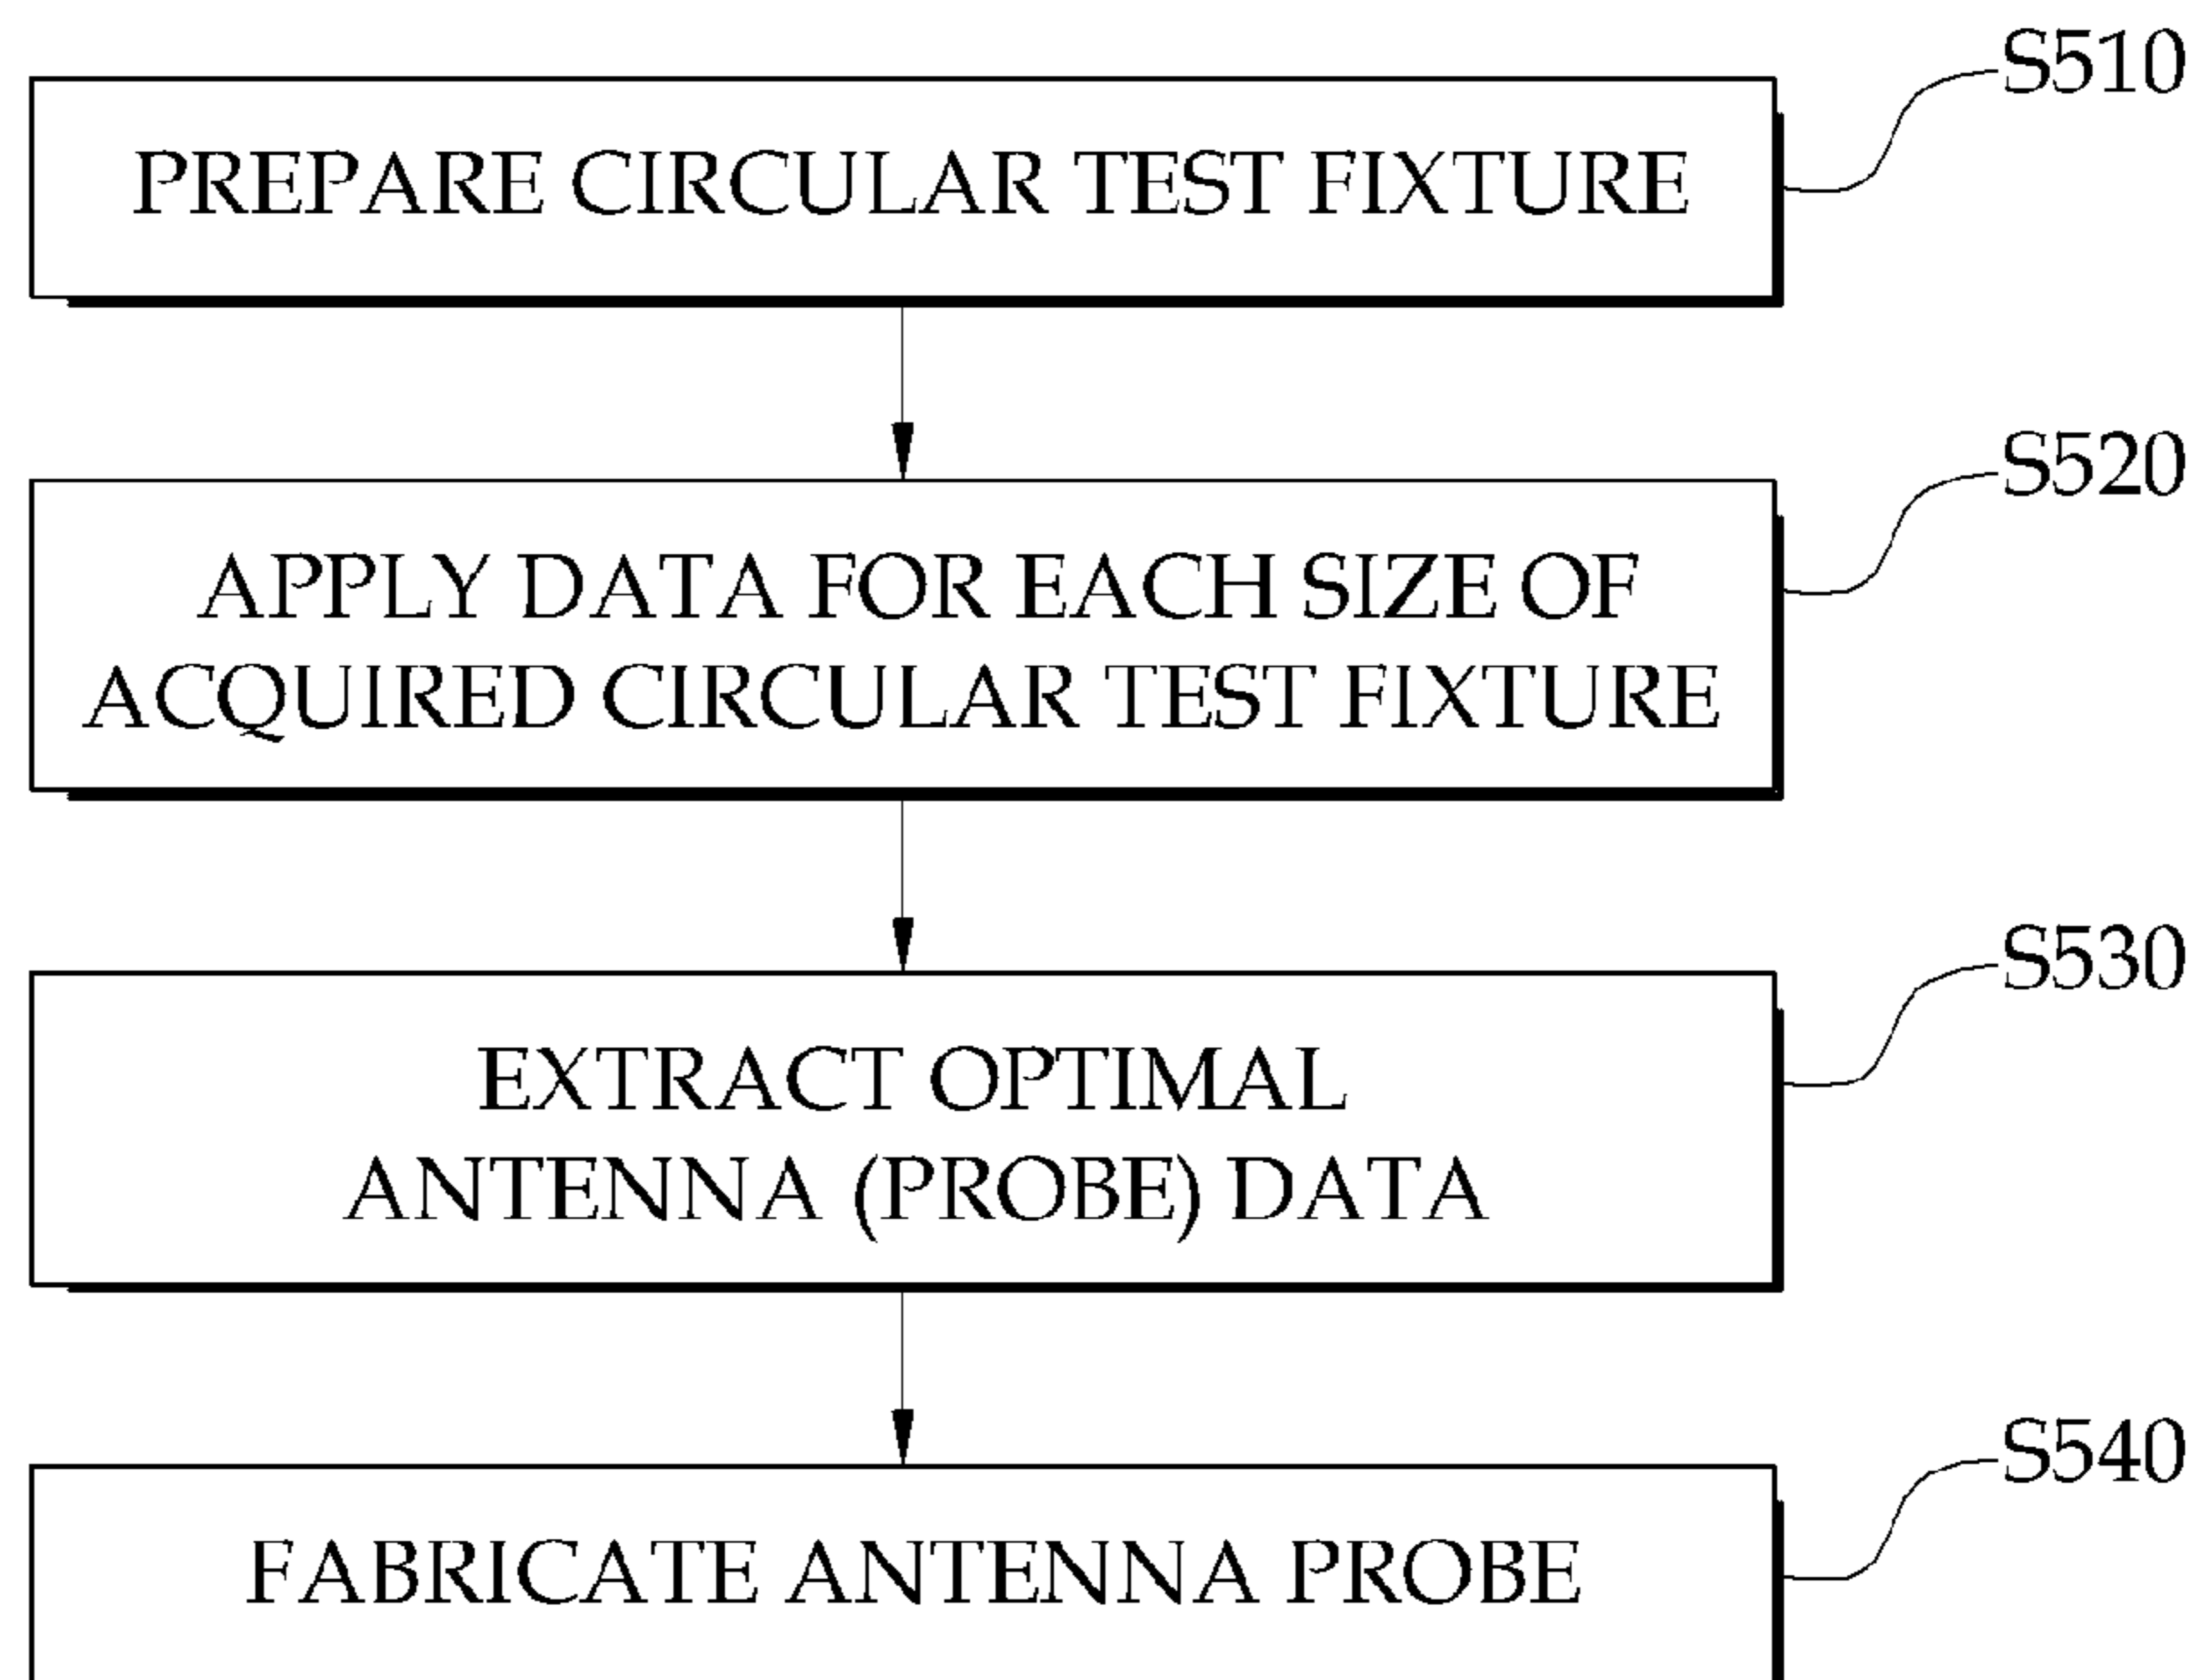 S510
PREPARE CIRCULAR TEST FIXTURE
S520
APPLY DATA FOR EACH SIZE OF
ACQUIRED CIRCULAR TEST FIXTURE
S530
EXTRACT OPTIMAL
ANTENNA (PROBE) DATA
S540
FABRICATE ANTENNA PROBE